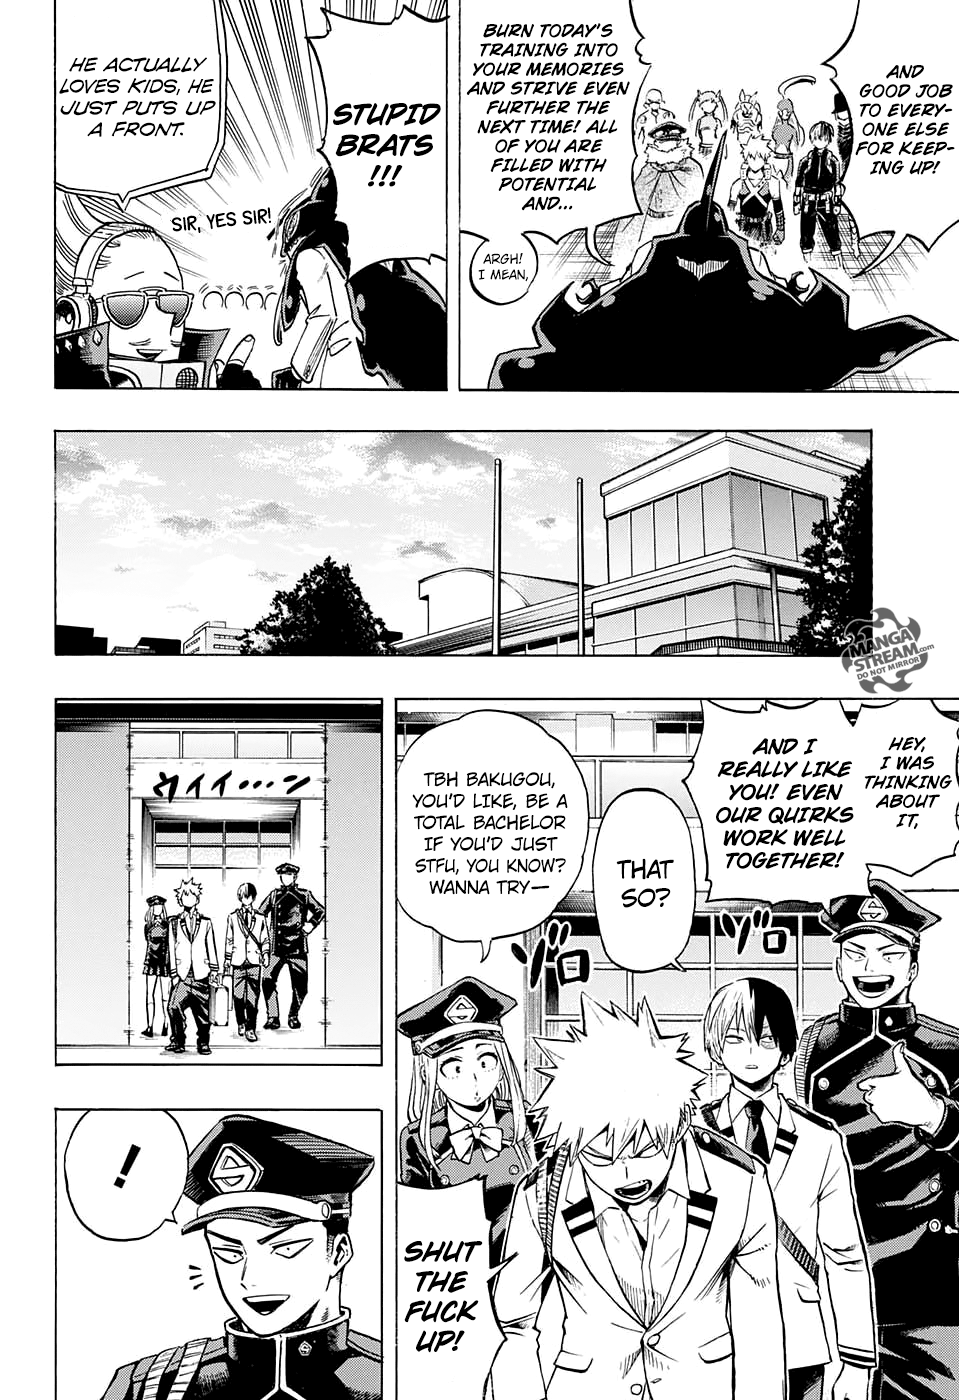 AND
GOOD JOB
TO EVERY-
ONE ELSE
FOR KEEP-
ING UP!
BURN TODAY'S
TRAINING INTO
YOUR MEMORIES
AND STRIVE EVEN
FURTHER THE
NEXT TIME! ALL
OF YOU ARE
FILLED WITH
POTENTIAL
AND...
ARGH!
I MEAN,
STUPID
BRATS
!!!
SIR, YES SIR!
HE ACTUALLY
LOVES KIDS, HE
JUST PUTS UP
A FRONT.
MANGA
STREAM.com
DO NOT MIRROR
ウイイ…ン
HEY,
I WAS
THINKING
ABOUT
IT,
AND I
REALLY LIKE
YOU! EVEN
OUR QUIRKS
WORK WELL
TOGETHER!
THAT
SO?
TBH BAKUGOU,
YOU'D LIKE, BE A
TOTAL BACHELOR
IF YOU'D JUST
STFU, YOU KNOW?
WANNA TRY—
ゾロ
ゾロ
SHUT
THE
FUCK
UP!
!